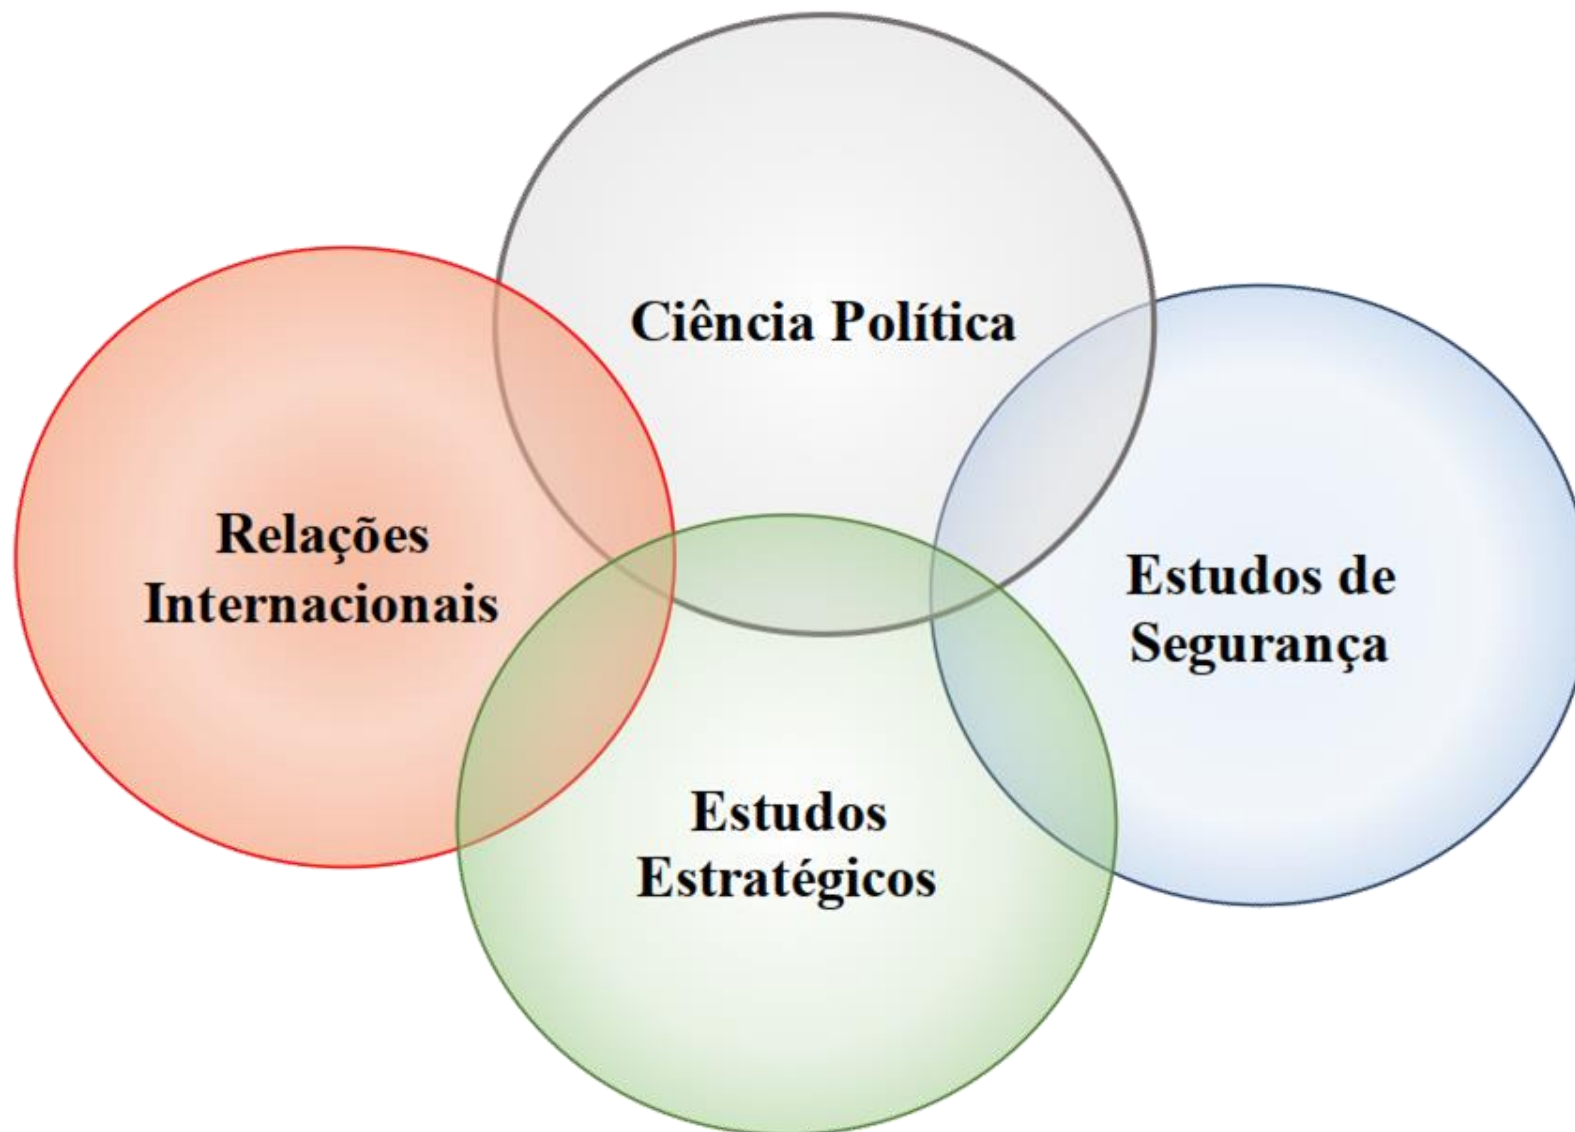 Ciência Política
Relações
Internacionais
Estudos de
Segurança
Estudos
Estratégicos